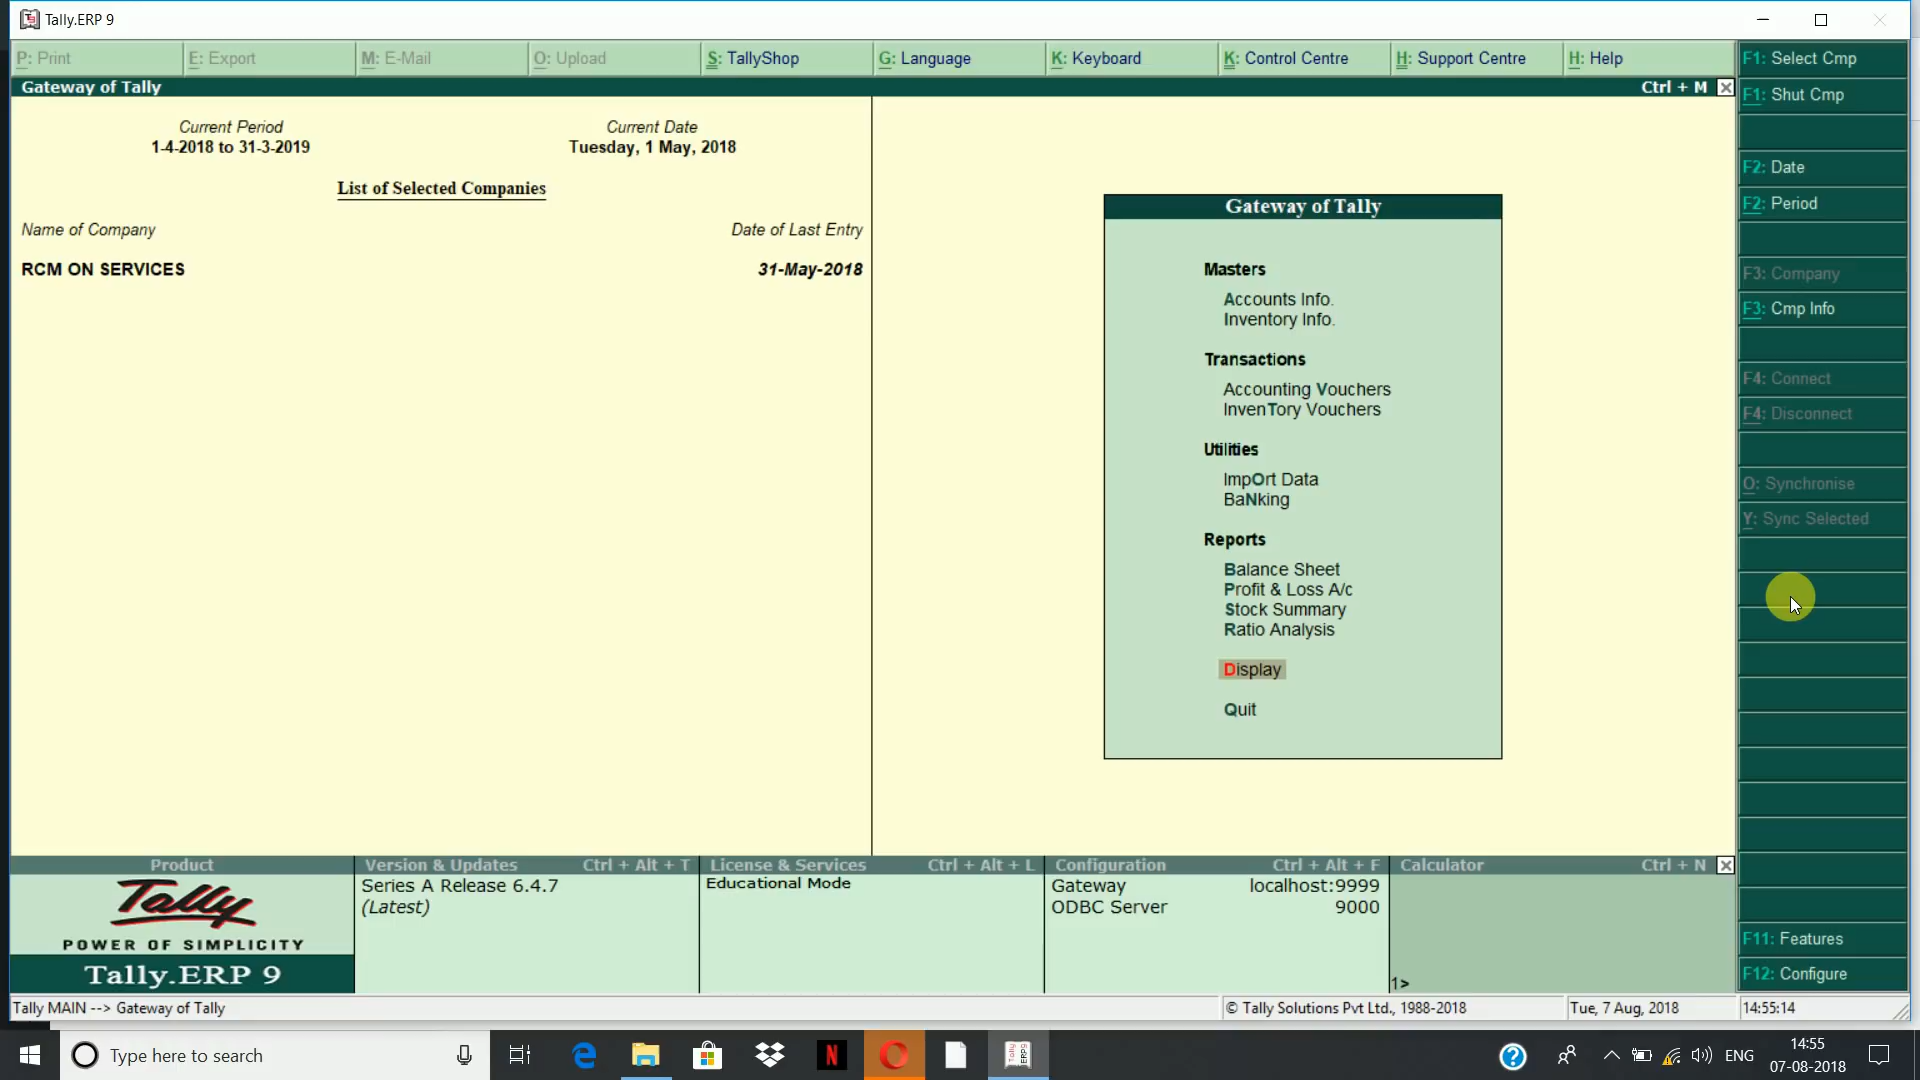 Tally.ERP 9
P: Print E: Export M: E-Mail O: Upload S: TallyShop G: Language K: Keyboard K: Control Centre H: Support Centre H: Help
Gateway of Tally Ctrl + M
Current Period Current Date
1-4-2018 to 31-3-2019 Tuesday, 1 May, 2018
List of Selected Companies
Name of Company Date of Last Entry
RCM ON SERVICES 31-May-2018
Gateway of Tally
Masters
Accounts Info.
Inventory Info.
Transactions
Accounting Vouchers
InvenTory Vouchers
Utilities
ImpOrt Data
BaNking
Reports
Balance Sheet
Profit & Loss A/c
Stock Summary
Ratio Analysis
Display
Quit
F1: Select Cmp
F1: Shut Cmp
F2: Date
F2: Period
F3: Company
F3: Cmp Info
F4: Connect
F4: Disconnect
O: Synchronise
Y: Sync Selected
F11: Features
F12: Configure
Product
Tally
POWER OF SIMPLICITY
Tally.ERP 9
Version & Updates Ctrl + Alt + T
Series A Release 6.4.7
(Latest)
License & Services Ctrl + Alt + L
Educational Mode
Configuration Ctrl + Alt + F
Gateway localhost:9999
ODBC Server 9000
Calculator Ctrl + N
1>
Tally MAIN --> Gateway of Tally © Tally Solutions Pvt Ltd., 1988-2018 Tue, 7 Aug, 2018 14:55:14
Type here to search
N
Tally ERP9
ENG
14:55
07-08-2018